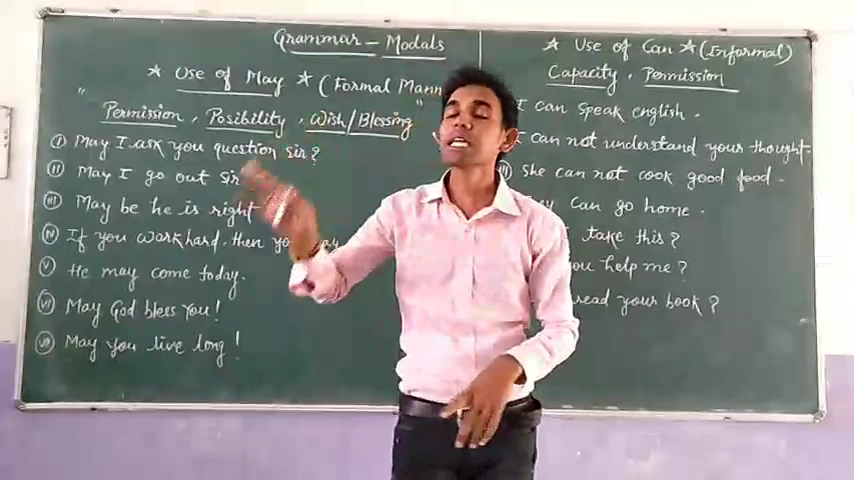 Grammar - Modals
* Use of May * (Formal Mann
" Permission, Posibility, Wish/Blessing "
(i) May I ask you question sir?
(ii) May I go out Sir
(iii) May be he is right
(iv) If you work hard. then you may
(v) He may come today.
(vi) May God bless You!
(vii) May you live long!
* Use of Can * (Informal)
Capacity, Permission
I can speak english.
I can not understand your thought.
(iii) She can not cook good food.
can go home.
take this?
you help me?
read your book?